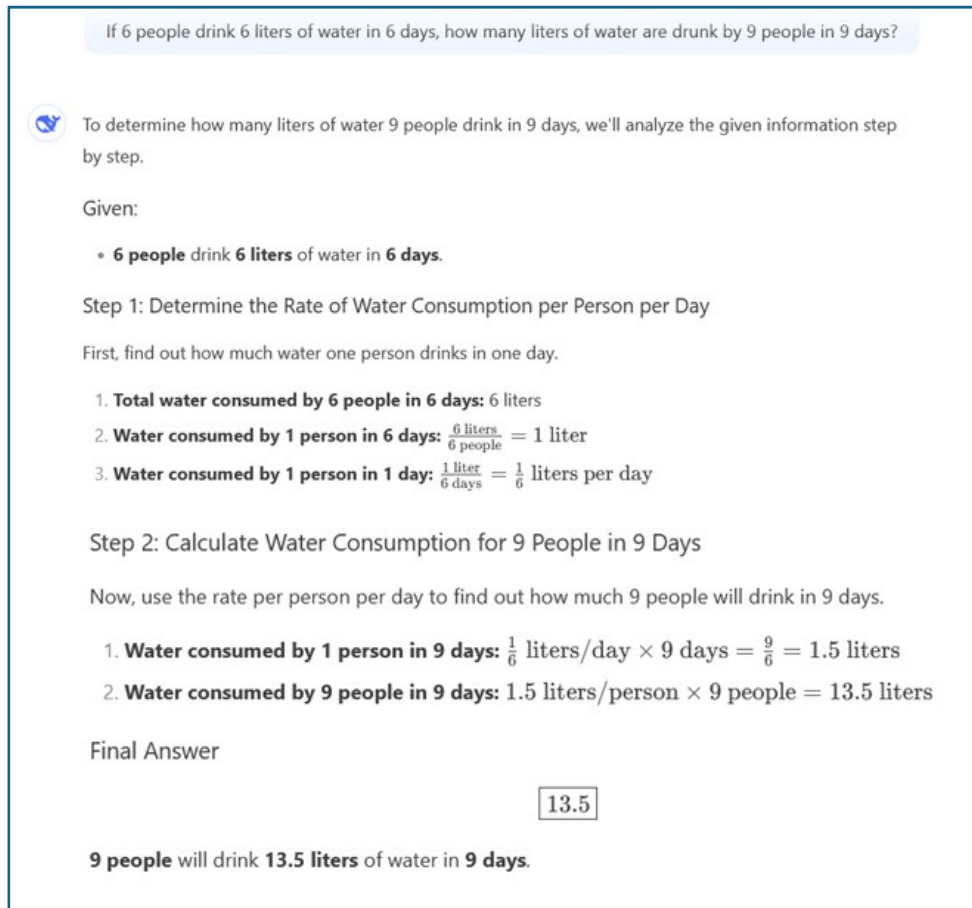 If 6 people drink 6 liters of water in 6 days, how many liters of water are drunk by 9 people in 9 days?
To determine how many liters of water 9 people drink in 9 days, we'll analyze the given information step
by step.
Given:
• 6 people drink 6 liters of water in 6 days.
Step 1: Determine the Rate of Water Consumption per Person per Day
First, find out how much water one person drinks in one day.
1. Total water consumed by 6 people in 6 days: 6 liters
2. Water consumed by 1 person in 6 days: 6 liters/6 people = 1 liter
3. Water consumed by 1 person in 1 day: 1 liter/6 days = 1/6 liters per day
Step 2: Calculate Water Consumption for 9 People in 9 Days
Now, use the rate per person per day to find out how much 9 people will drink in 9 days.
1. Water consumed by 1 person in 9 days: 1/6 liters/day × 9 days = 9/6 = 1.5 liters
2. Water consumed by 9 people in 9 days: 1.5 liters/person × 9 people = 13.5 liters
Final Answer
13.5
9 people will drink 13.5 liters of water in 9 days.